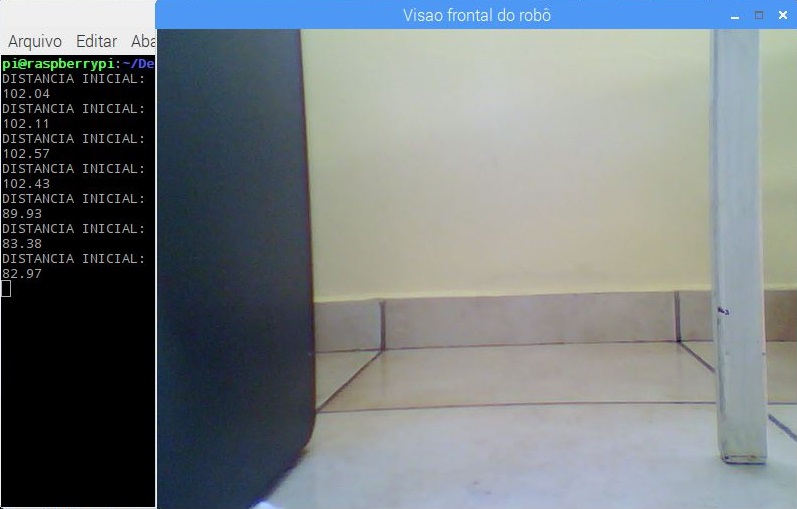 Visao frontal do robô
Arquivo Editar Aba
pi@raspberrypi:~/De
DISTANCIA INICIAL:
102.04
DISTANCIA INICIAL:
102.11
DISTANCIA INICIAL:
102.57
DISTANCIA INICIAL:
102.43
DISTANCIA INICIAL:
89.93
DISTANCIA INICIAL:
83.38
DISTANCIA INICIAL:
82.97